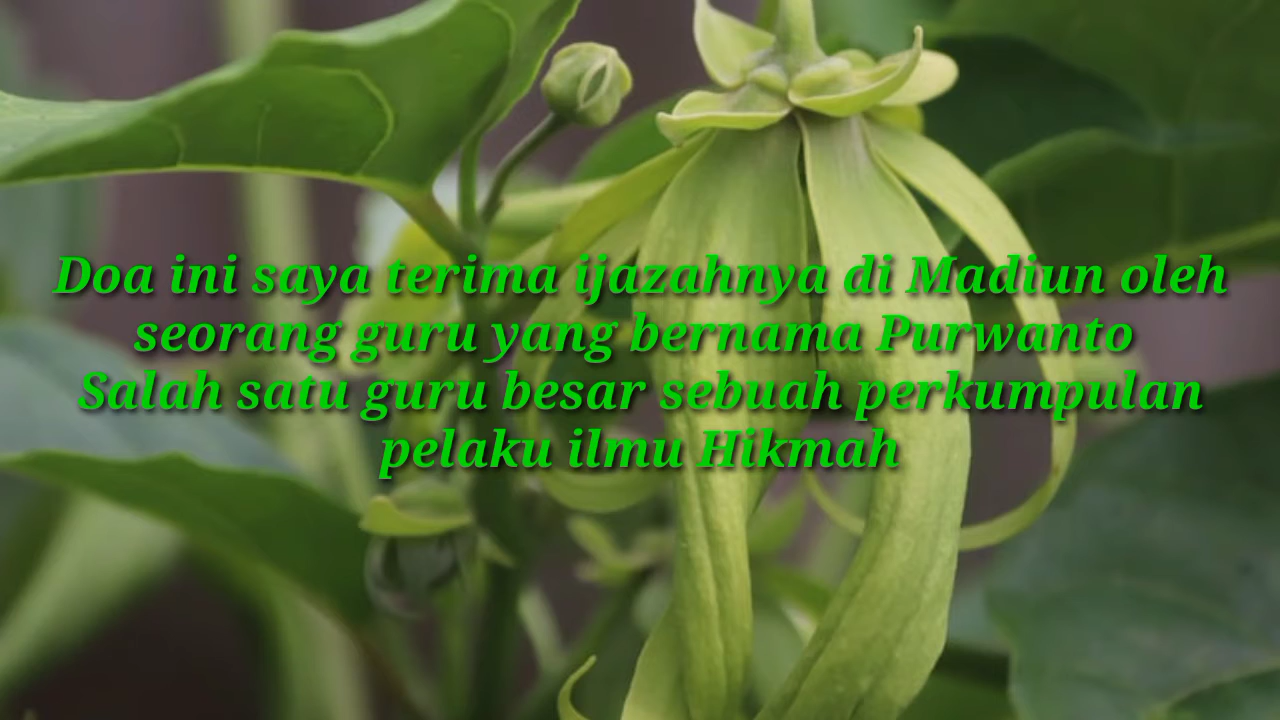 Doa ini saya terima ijazahnya di Madiun oleh
seorang guru yang bernama Purwanto
Salah satu guru besar sebuah perkumpulan
pelaku ilmu Hikmah